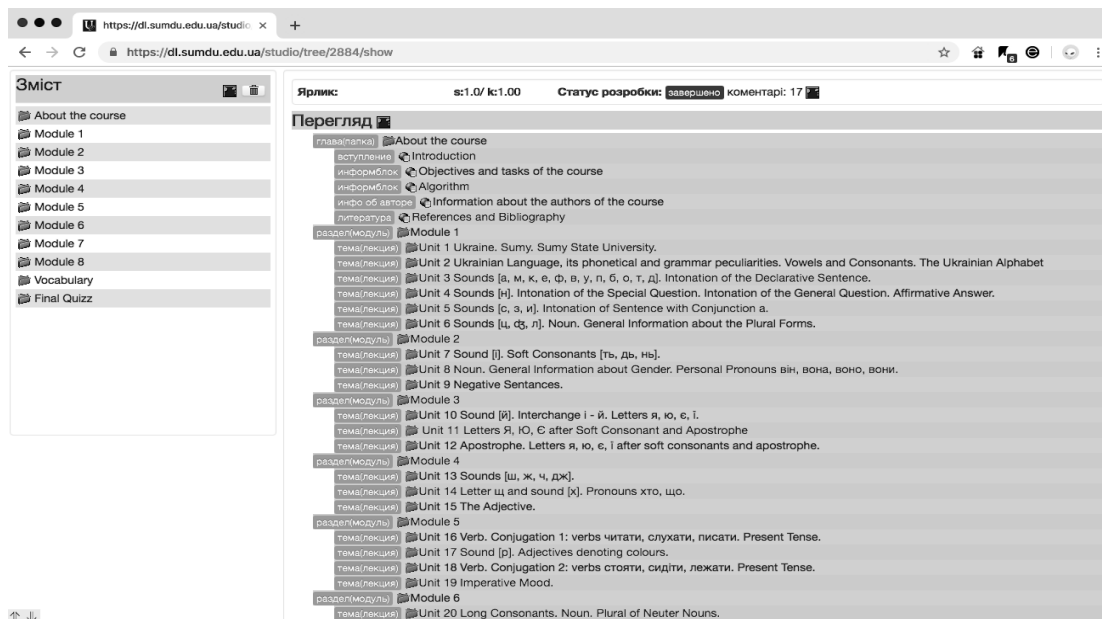 https://dl.sumdu.edu.ua/studio
https://dl.sumdu.edu.ua/studio/tree/2884/show
6
Зміст
About the course
Module 1
Module 2
Module 3
Module 4
Module 5
Module 6
Module 7
Module 8
Vocabulary
Final Quizz
Ярлик: s:1.0/ k:1.00 Статус розробки: завершено коментарі: 17
Перегляд
глава(папка) About the course
вступление Introduction
информблок Objectives and tasks of the course
информблок Algorithm
инфо об авторе Information about the authors of the course
литература References and Bibliography
раздел(модуль) Module 1
тема(лекция) Unit 1 Ukraine. Sumy. Sumy State University.
тема(лекция) Unit 2 Ukrainian Language, its phonetical and grammar peculiarities. Vowels and Consonants. The Ukrainian Alphabet
тема(лекция) Unit 3 Sounds [а, м, к, е, ф, в, у, п, б, о, т, д]. Intonation of the Declarative Sentence.
тема(лекция) Unit 4 Sounds [н]. Intonation of the Special Question. Intonation of the General Question. Affirmative Answer.
тема(лекция) Unit 5 Sounds [с, з, и]. Intonation of Sentence with Conjunction a.
тема(лекция) Unit 6 Sounds [ц, ʤ, л]. Noun. General Information about the Plural Forms.
раздел(модуль) Module 2
тема(лекция) Unit 7 Sound [і]. Soft Consonants [ть, дь, нь].
тема(лекция) Unit 8 Noun. General Information about Gender. Personal Pronouns він, вона, воно, вони.
тема(лекция) Unit 9 Negative Sentances.
раздел(модуль) Module 3
тема(лекция) Unit 10 Sound [й]. Interchange і - й. Letters я, ю, є, ї.
тема(лекция) Unit 11 Letters Я, Ю, Є after Soft Consonant and Apostrophe
тема(лекция) Unit 12 Apostrophe. Letters я, ю, є, ї after soft consonants and apostrophe.
раздел(модуль) Module 4
тема(лекция) Unit 13 Sounds [ш, ж, ч, дж].
тема(лекция) Unit 14 Letter щ and sound [х]. Pronouns хто, що.
тема(лекция) Unit 15 The Adjective.
раздел(модуль) Module 5
тема(лекция) Unit 16 Verb. Conjugation 1: verbs читати, слухати, писати. Present Tense.
тема(лекция) Unit 17 Sound [р]. Adjectives denoting colours.
тема(лекция) Unit 18 Verb. Conjugation 2: verbs стояти, сидіти, лежати. Present Tense.
тема(лекция) Unit 19 Imperative Mood.
раздел(модуль) Module 6
тема(лекция) Unit 20 Long Consonants. Noun. Plural of Neuter Nouns.